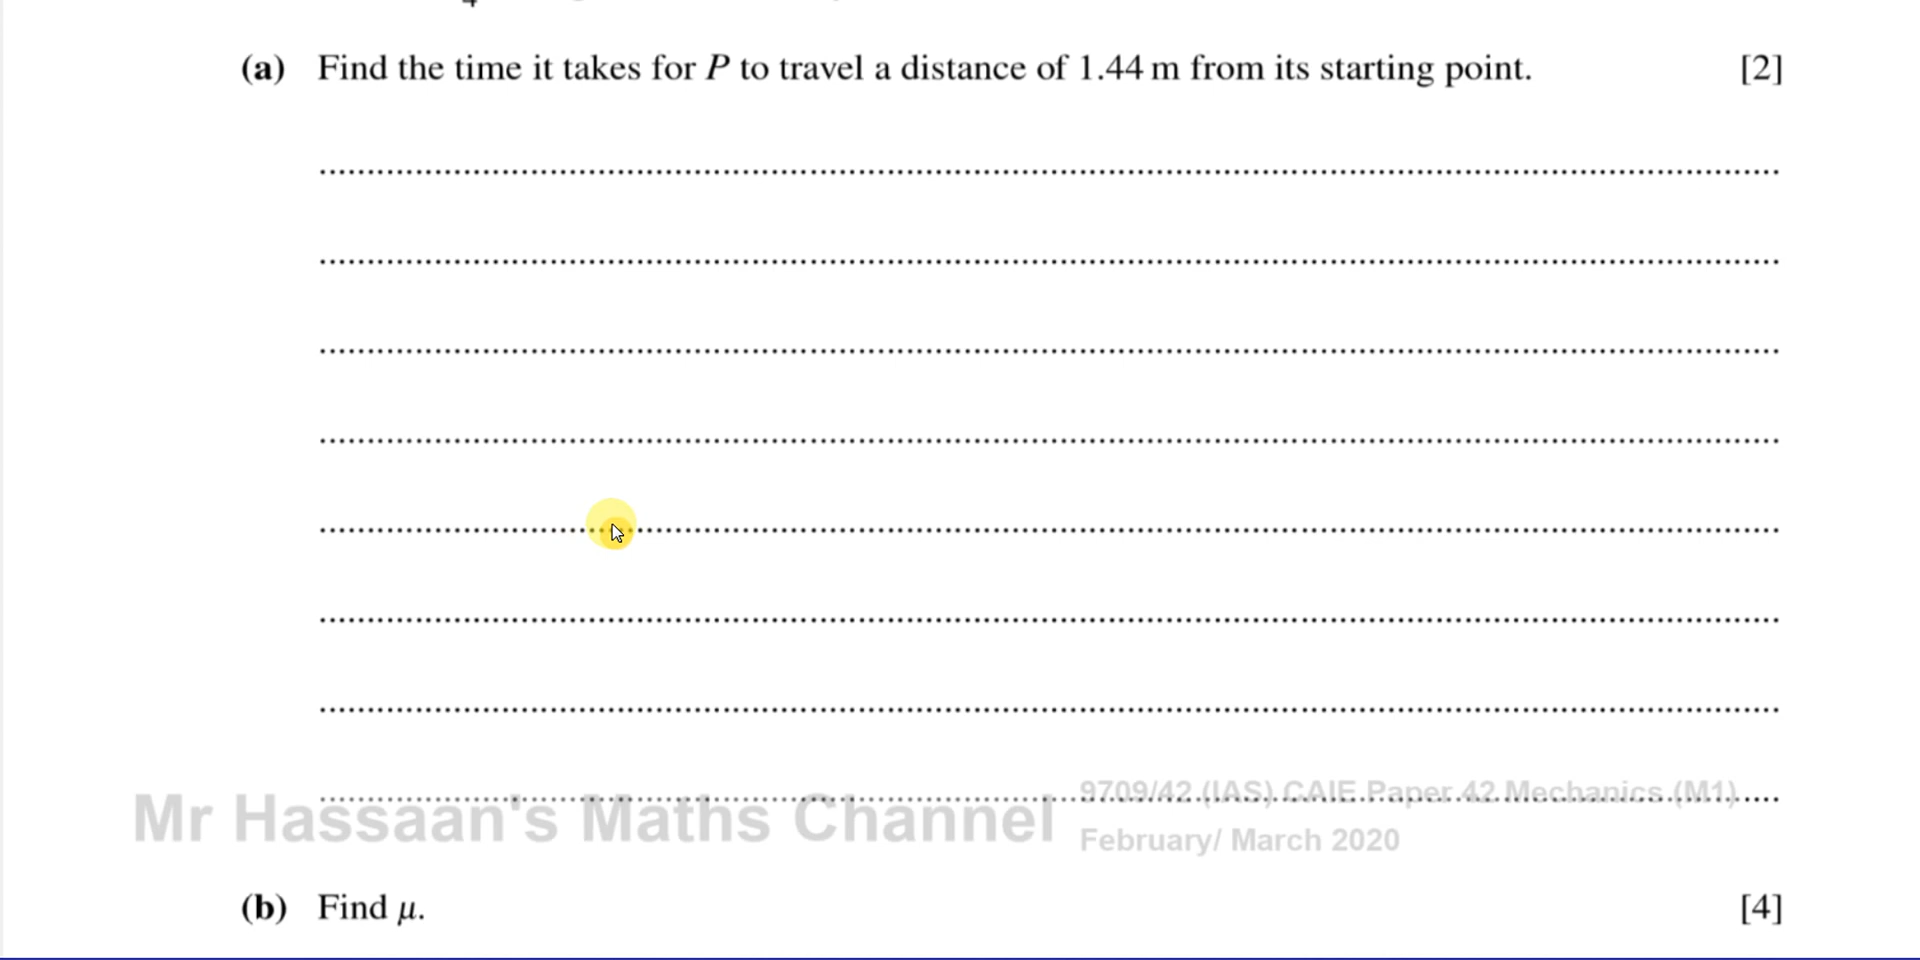 (a) Find the time it takes for P to travel a distance of 1.44 m from its starting point. [2]
Mr Hassaan's Maths Channel
9709/42 (IAS) CAIE Paper 42 Mechanics (M1)
February/ March 2020
(b) Find μ. [4]